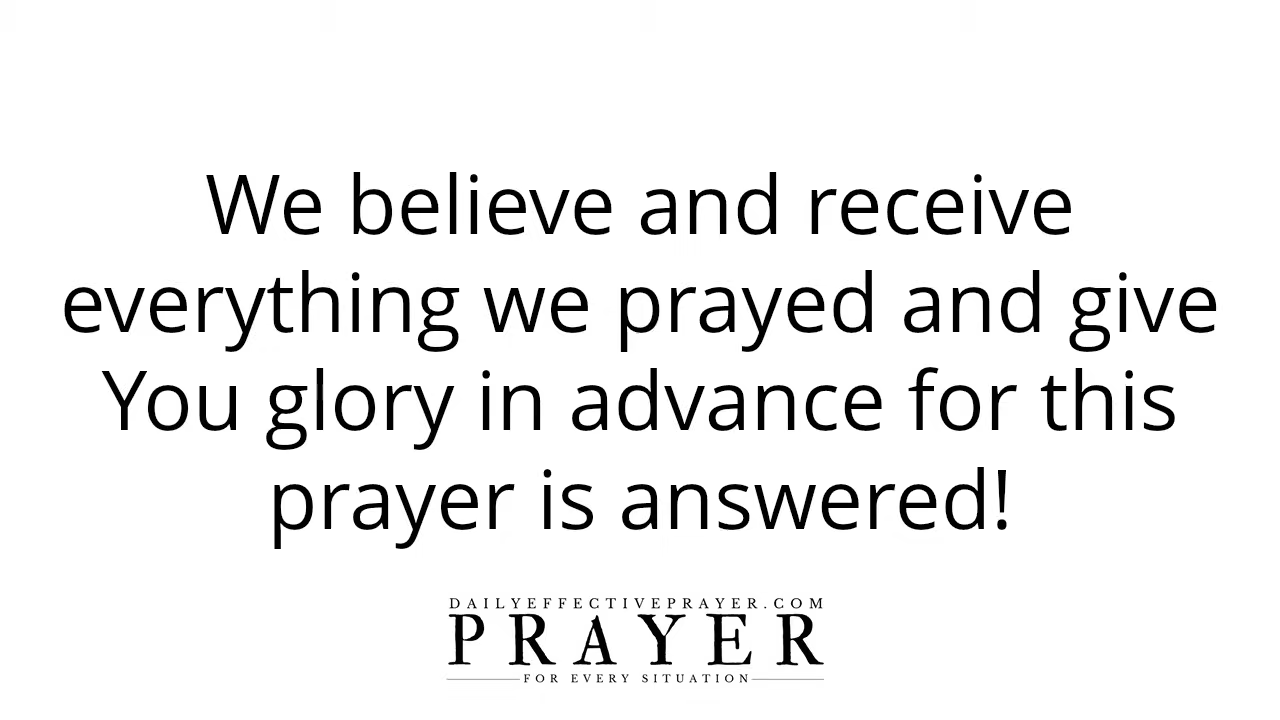 We believe and receive
everything we prayed and give
You glory in advance for this
prayer is answered!
DAILYEFFECTIVEPRAYER.COM
PRAYER
FOR EVERY SITUATION